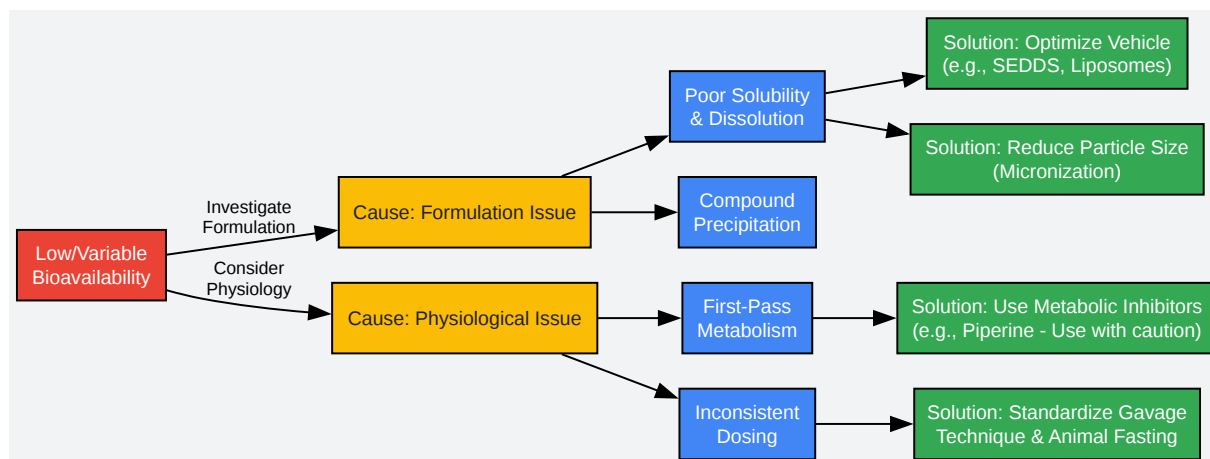 Low/Variable
Bioavailability
Investigate
Formulation
Consider
Physiology
Cause: Formulation Issue
Cause: Physiological Issue
Poor Solubility
& Dissolution
Compound
Precipitation
First-Pass
Metabolism
Inconsistent
Dosing
Solution: Optimize Vehicle
(e.g., SEDDS, Liposomes)
Solution: Reduce Particle Size
(Micronization)
Solution: Use Metabolic Inhibitors
(e.g., Piperine - Use with caution)
Solution: Standardize Gavage
Technique & Animal Fasting